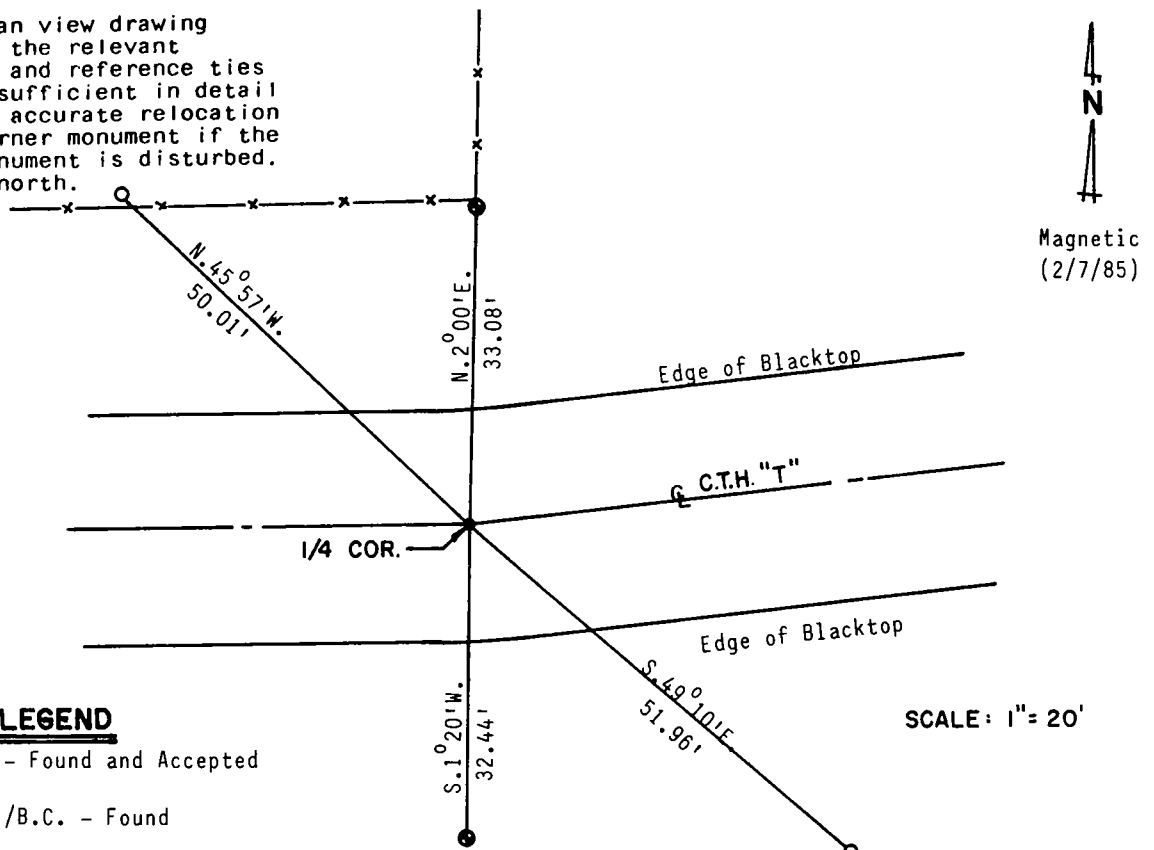 an view drawing
the relevant
and reference ties
sufficient in detail
accurate relocation
rner monument if the
nument is disturbed.
north.
N
Magnetic
(2/7/85)
N.45°57'W.
50.01'
N.2°00'E.
33.08'
Edge of Blacktop
℄ C.T.H. "T"
1/4 COR.
Edge of Blacktop
S.1°20'W.
32.44'
S.49°10'E.
51.96'
SCALE: 1"= 20'
LEGEND
– Found and Accepted
/B.C. – Found